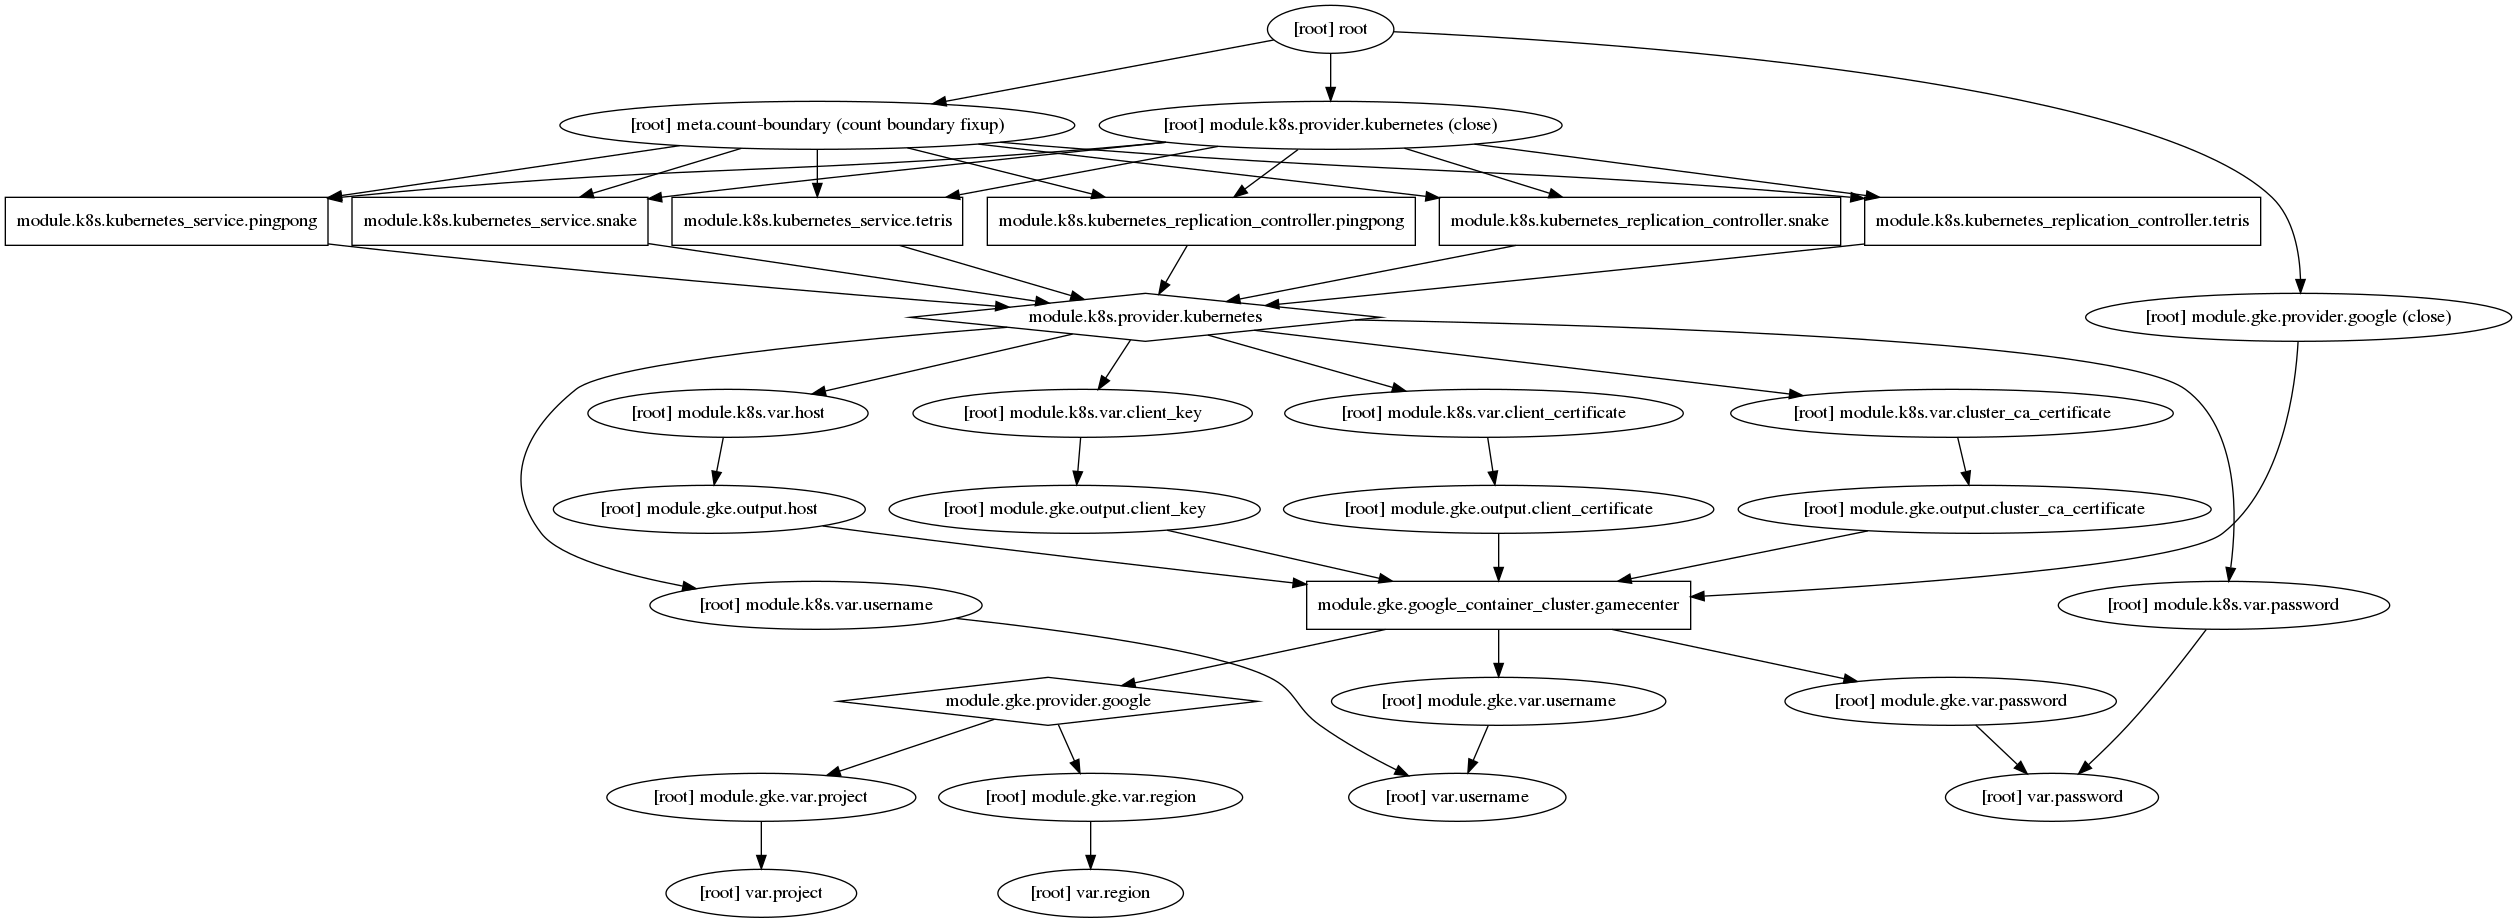 [root] root
[root] meta.count-boundary (count boundary fixup)
[root] module.k8s.provider.kubernetes (close)
module.k8s.kubernetes_service.pingpong
module.k8s.kubernetes_service.snake
module.k8s.kubernetes_service.tetris
module.k8s.kubernetes_replication_controller.pingpong
module.k8s.kubernetes_replication_controller.snake
module.k8s.kubernetes_replication_controller.tetris
module.k8s.provider.kubernetes
[root] module.gke.provider.google (close)
[root] module.k8s.var.host
[root] module.k8s.var.client_key
[root] module.k8s.var.client_certificate
[root] module.k8s.var.cluster_ca_certificate
[root] module.gke.output.host
[root] module.gke.output.client_key
[root] module.gke.output.client_certificate
[root] module.gke.output.cluster_ca_certificate
[root] module.k8s.var.username
module.gke.google_container_cluster.gamecenter
[root] module.k8s.var.password
module.gke.provider.google
[root] module.gke.var.username
[root] module.gke.var.password
[root] module.gke.var.project
[root] module.gke.var.region
[root] var.username
[root] var.password
[root] var.project
[root] var.region